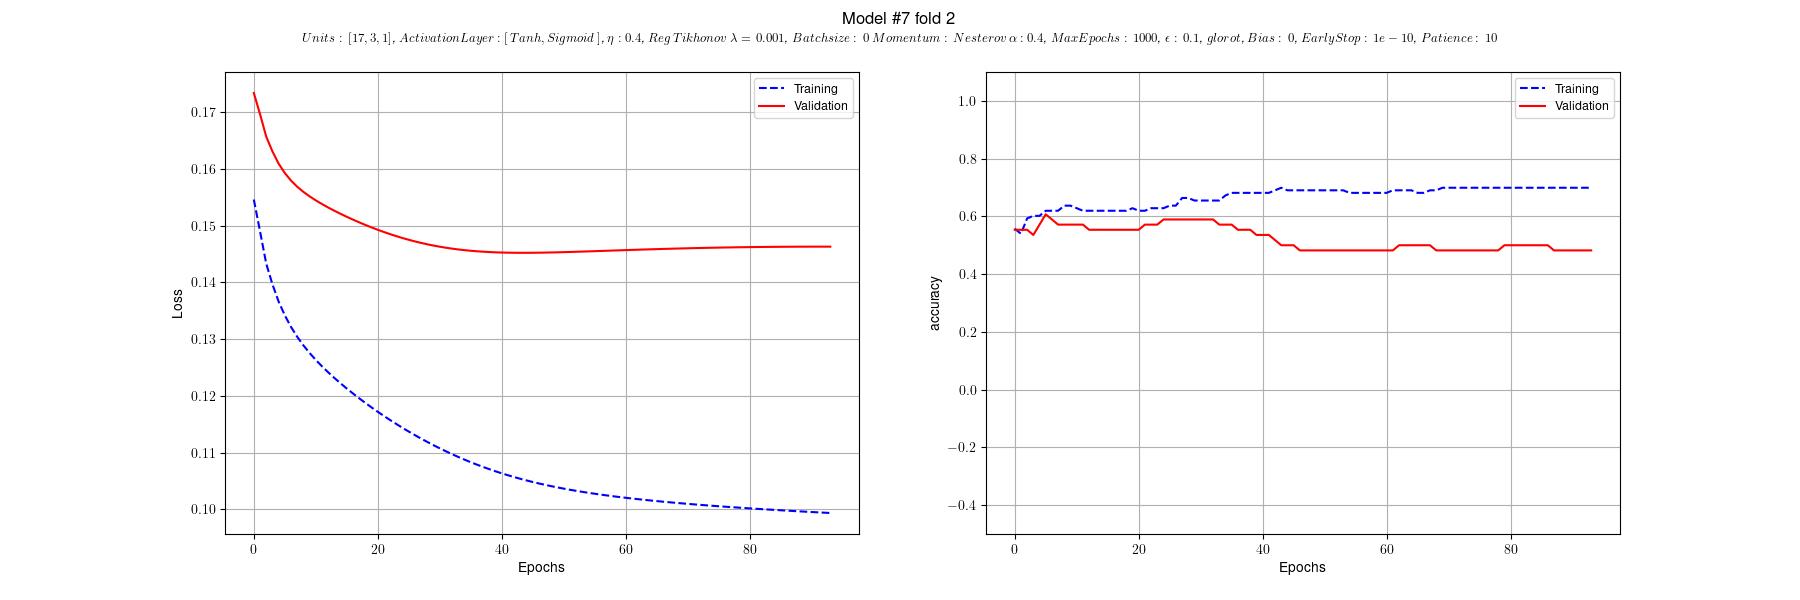 Model #7 fold 2
Units : [17, 3, 1], ActivationLayer : [ Tanh, Sigmoid ], η : 0.4, Reg Tikhonov λ = 0.001, Batchsize : 0 Momentum : Nesterov α : 0.4, MaxEpochs : 1000, ϵ : 0.1, glorot, Bias : 0, EarlyStop : 1e − 10, Patience : 10
Training
Validation
0.17
0.16
0.15
0.14
0.13
0.12
0.11
0.10
Loss
0
20
40
60
80
Epochs
Training
Validation
1.0
0.8
0.6
0.4
0.2
0.0
−0.2
−0.4
accuracy
0
20
40
60
80
Epochs